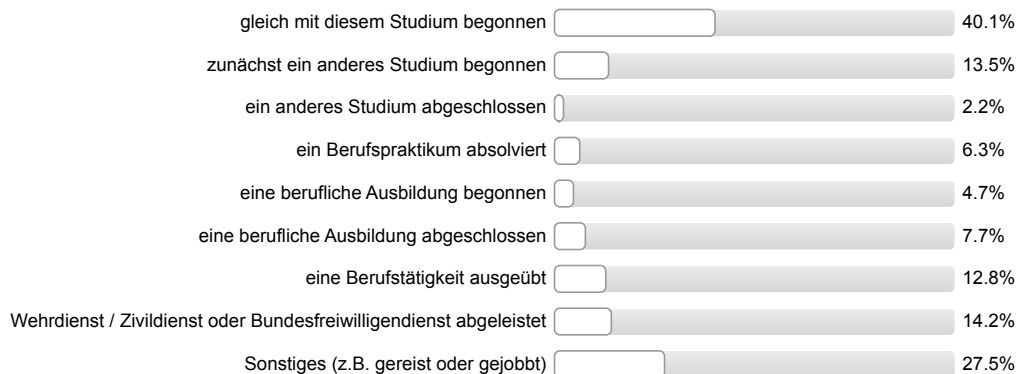 gleich mit diesem Studium begonnen 40.1%
zunächst ein anderes Studium begonnen 13.5%
ein anderes Studium abgeschlossen 2.2%
ein Berufspraktikum absolviert 6.3%
eine berufliche Ausbildung begonnen 4.7%
eine berufliche Ausbildung abgeschlossen 7.7%
eine Berufstätigkeit ausgeübt 12.8%
Wehrdienst / Zivildienst oder Bundesfreiwilligendienst abgeleistet 14.2%
Sonstiges (z.B. gereist oder gejobbt) 27.5%